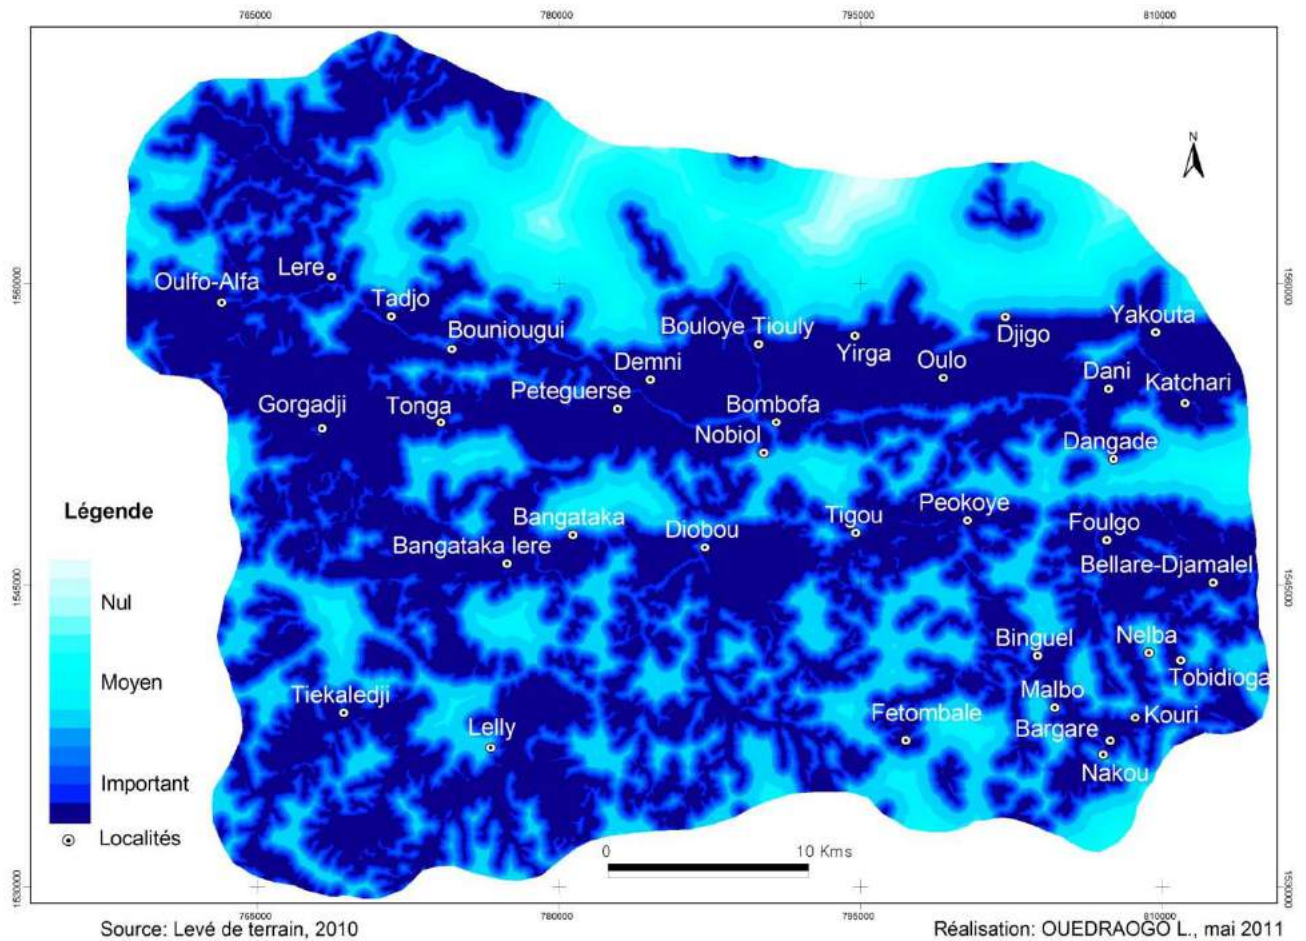 765000 780000 795000 810000
N
1560000 1560000
Lere
Oulfo-Alfa
Tadjo
Bouniougui
Bouloye Tiouly
Yirga
Djigo
Yakouta
Demni
Oulo
Dani
Katchari
Peteguerse
Gorgadji
Tonga
Bombofa
Nobiol
Dangade
Légende
Bangataka
Bangataka lere
Diobou
Tigou
Peokoye
Foulgo
Bellare-Djamalel
1545000 1545000
Nul
Moyen
Important
Localités
Binguel
Nelba
Tobidioga
Malbo
Tiekaledji
Lelly
Fetombale
Bargare
Kouri
Nakou
0 10 Kms
1530000 1530000
765000 780000 795000 810000
Source: Levé de terrain, 2010
Réalisation: OUEDRAOGO L., mai 2011